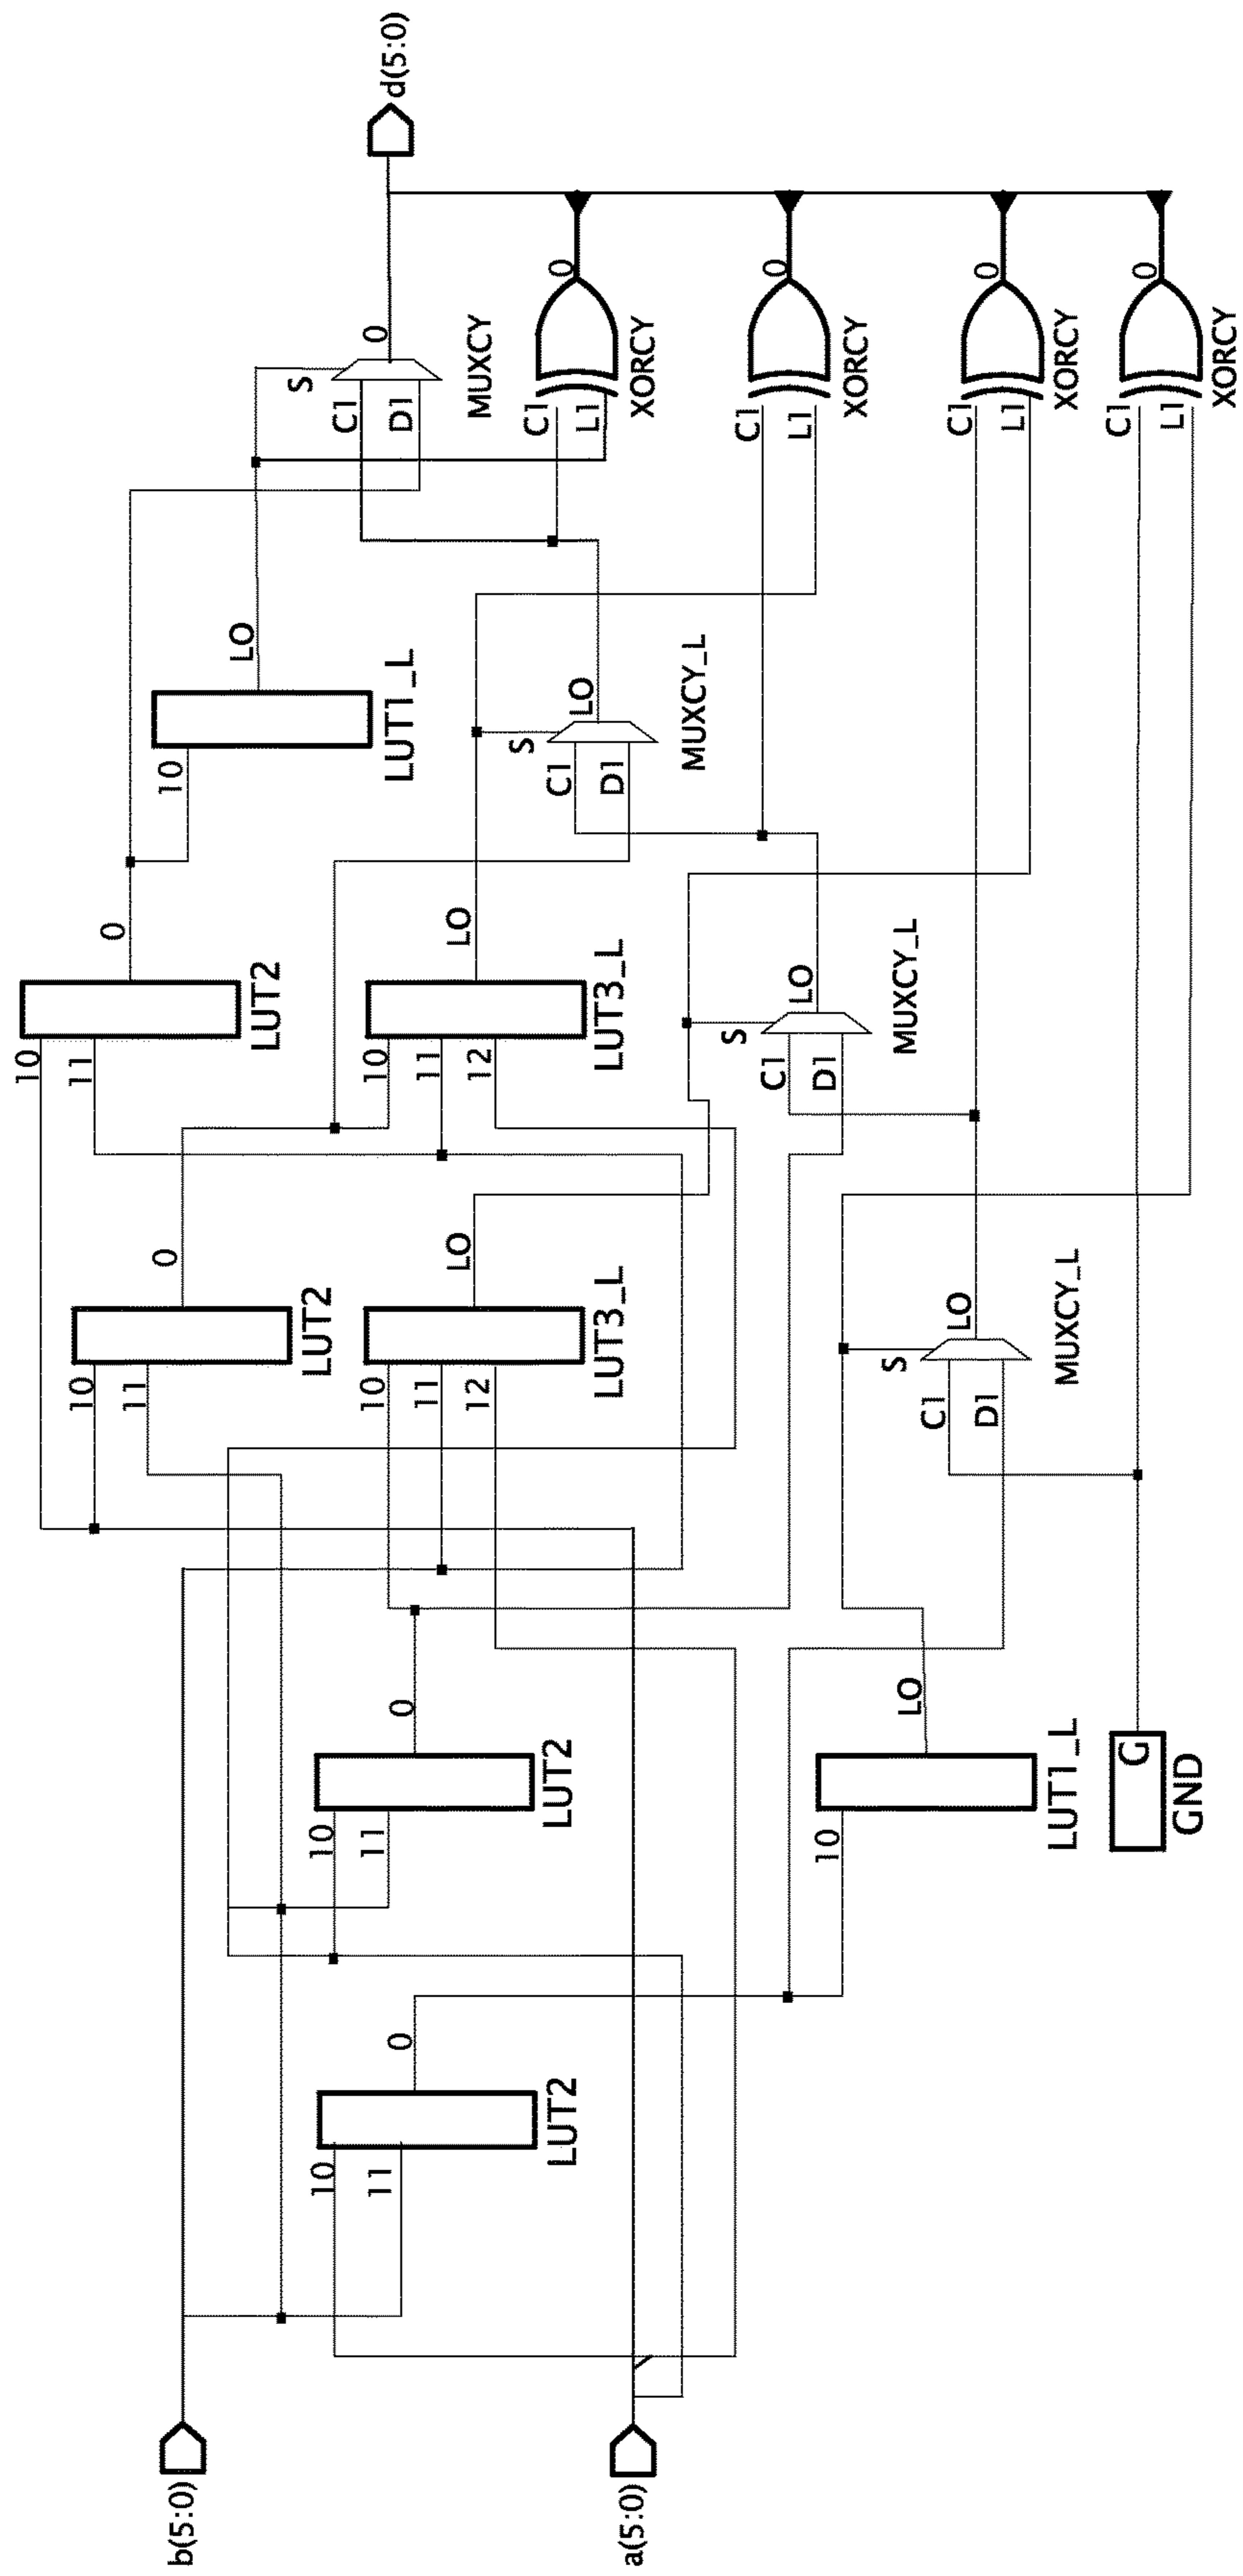 b(5:0)
a(5:0)
10
11
0
LUT2
10
11
0
LUT2
10
11
0
LUT2
10
11
0
LUT2
10
11
12
LO
LUT3_L
10
11
12
LO
LUT3_L
10
LO
LUT1_L
10
LO
LUT1_L
G
GND
S
C1
D1
LO
MUXCY_L
S
C1
D1
LO
MUXCY_L
S
C1
D1
LO
MUXCY_L
S
C1
D1
0
MUXCY
C1
L1
0
XORCY
C1
L1
0
XORCY
C1
L1
0
XORCY
C1
L1
0
XORCY
d(5:0)